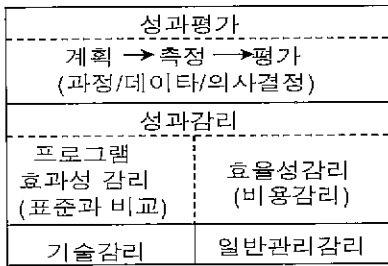 성과평가
계획 →측정 →평가
(과정/데이타/의사결정)
성과감리
프로그램
효과성 감리
(표준과 비교)
효율성감리
(비용감리)
기술감리
일반관리감리